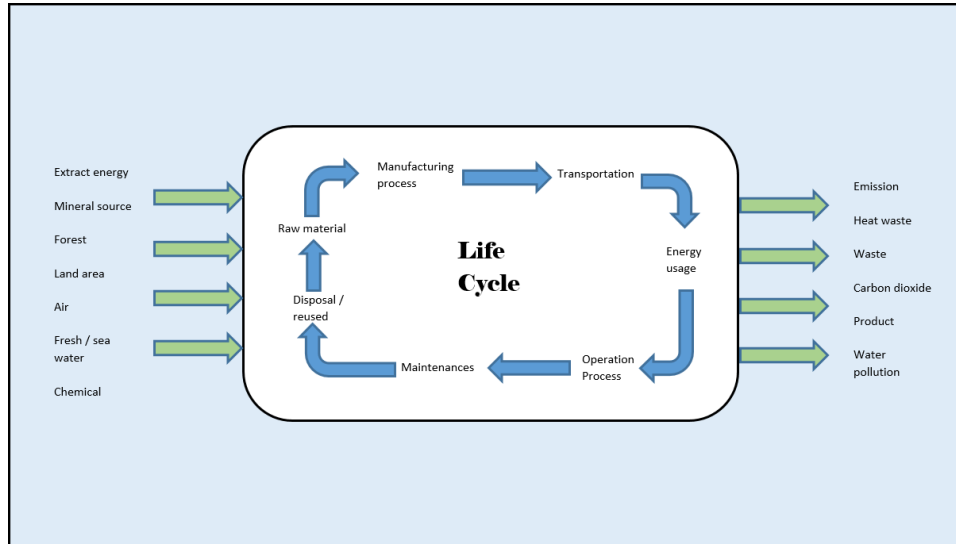 Extract energy
Mineral source
Forest
Land area
Air
Fresh / sea
water
Chemical
Manufacturing
process
Transportation
Raw material
Life
Cycle
Energy
usage
Disposal /
reused
Maintenances
Operation
Process
Emission
Heat waste
Waste
Carbon dioxide
Product
Water
pollution